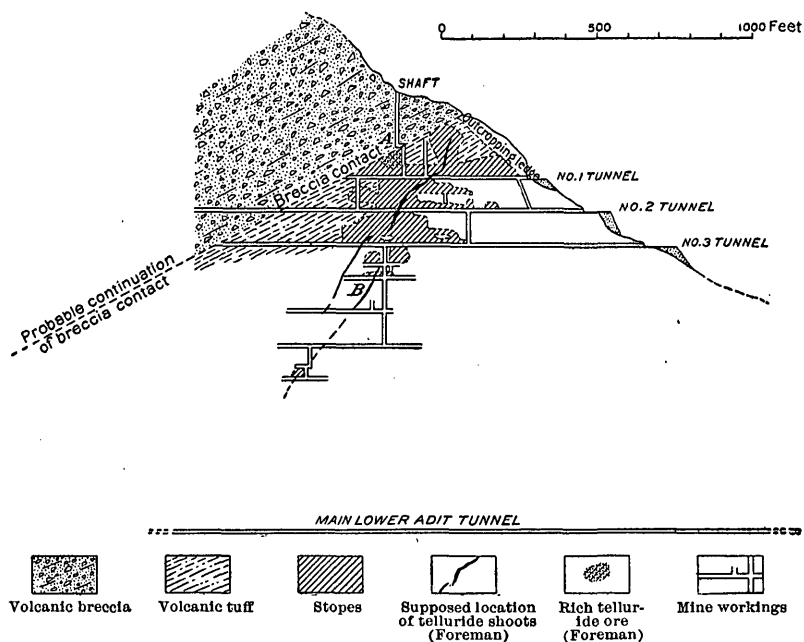 0 500 1000 Feet
SHAFT
A
Outcropping ledge
Breccia contact
NO. 1 TUNNEL
NO. 2 TUNNEL
NO. 3 TUNNEL
Probable continuation
of breccia contact
B
MAIN LOWER ADIT TUNNEL
Volcanic breccia
Volcanic tuff
Stopes
Supposed location
of telluride shoots
(Foreman)
Rich tellur-
ide ore
(Foreman)
Mine workings